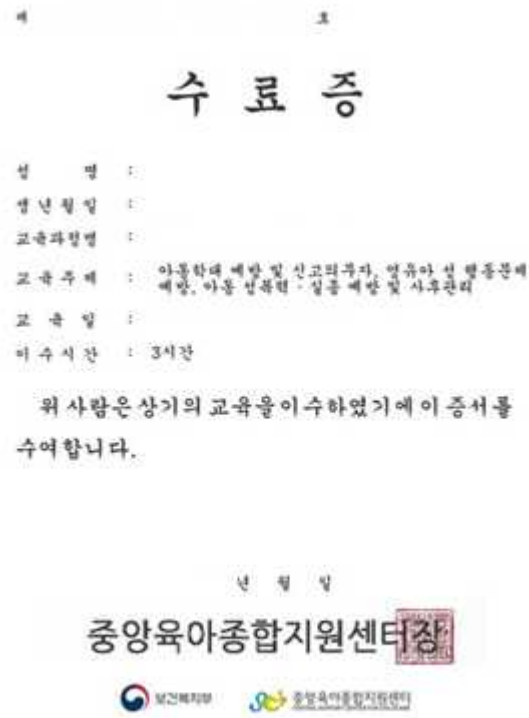 제 호
수 료 증
성 명 :
생년월일 :
교육과정명 :
교육주제 : 아동학대 예방 및 신고의무자, 영유아 성 행동문제
예방, 아동 성폭력·실종 예방 및 사후관리
교 육 일 :
이수시간 : 3시간
위 사람은 상기의 교육을 이수하였기에 이 증서를
수여합니다.
년 월 일
중앙육아종합지원센터장
보건복지부 중앙육아종합지원센터